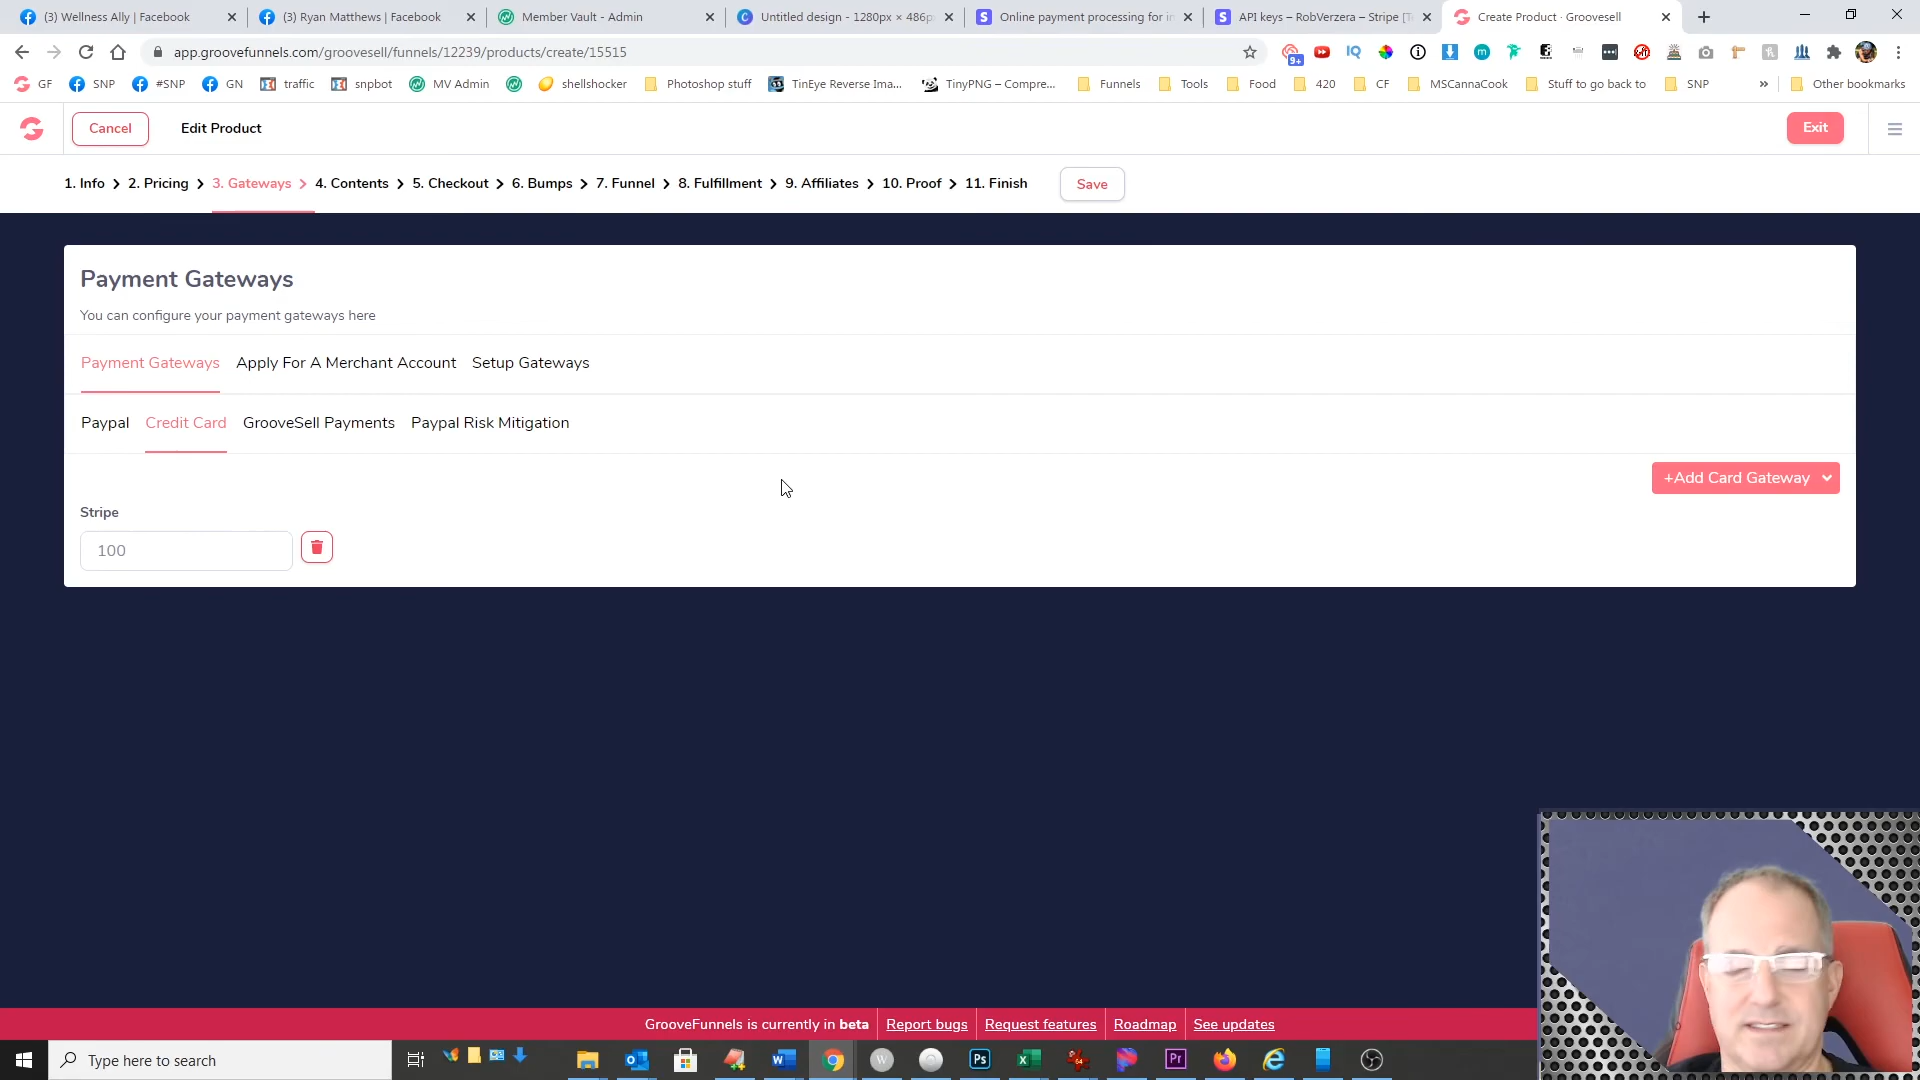 (3) Wellness Ally | Facebook
(3) Ryan Matthews | Facebook
Member Vault - Admin
Untitled design - 1280px × 486p
Online payment processing for in
API keys – RobVerzera – Stripe [T
Create Product · Groovesell
app.groovefunnels.com/groovesell/funnels/12239/products/create/15515
9+
GF
SNP
#SNP
GN
traffic
snpbot
MV Admin
shellshocker
Photoshop stuff
TinEye Reverse Ima...
TinyPNG – Compre...
Funnels
Tools
Food
420
CF
MSCannaCook
Stuff to go back to
SNP
»
Other bookmarks
Cancel
Edit Product
Exit
1. Info > 2. Pricing > 3. Gateways > 4. Contents > 5. Checkout > 6. Bumps > 7. Funnel > 8. Fulfillment > 9. Affiliates > 10. Proof > 11. Finish
Save
Payment Gateways
You can configure your payment gateways here
Payment Gateways
Apply For A Merchant Account
Setup Gateways
Paypal
Credit Card
GrooveSell Payments
Paypal Risk Mitigation
+Add Card Gateway
Stripe
100
GrooveFunnels is currently in beta
Report bugs
Request features
Roadmap
See updates
Type here to search